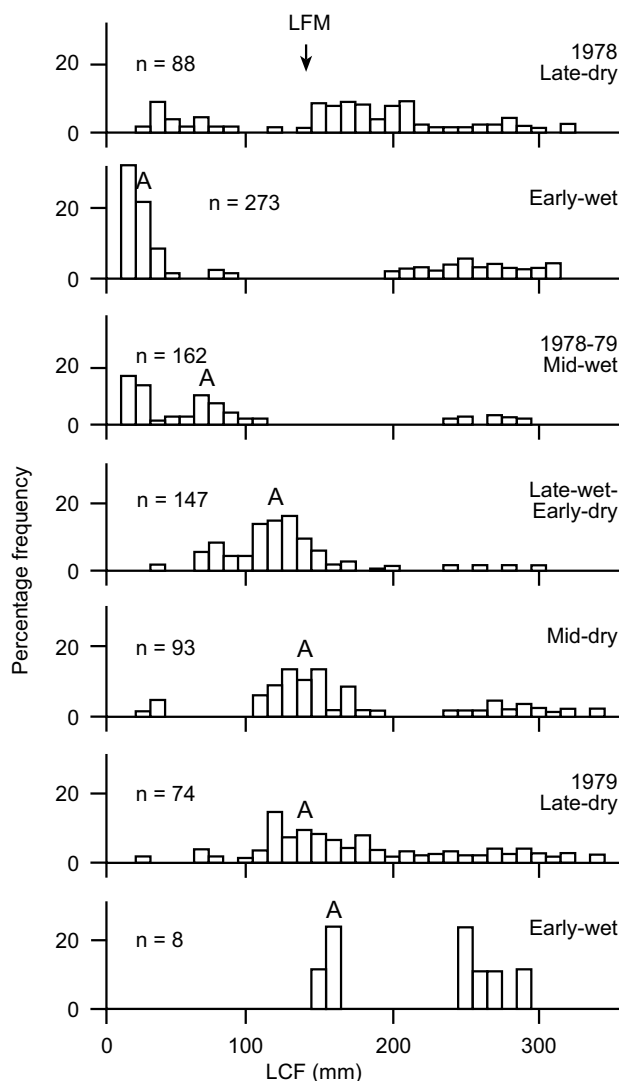 LFM
n = 88
1978
Late-dry
20
0
A
n = 273
Early-wet
20
0
n = 162
1978-79
Mid-wet
A
20
0
Percentage frequency
n = 147
A
Late-wet-
Early-dry
20
0
n = 93
A
Mid-dry
20
0
n = 74
A
1979
Late-dry
20
0
n = 8
A
Early-wet
20
0
0 100 200 300
LCF (mm)